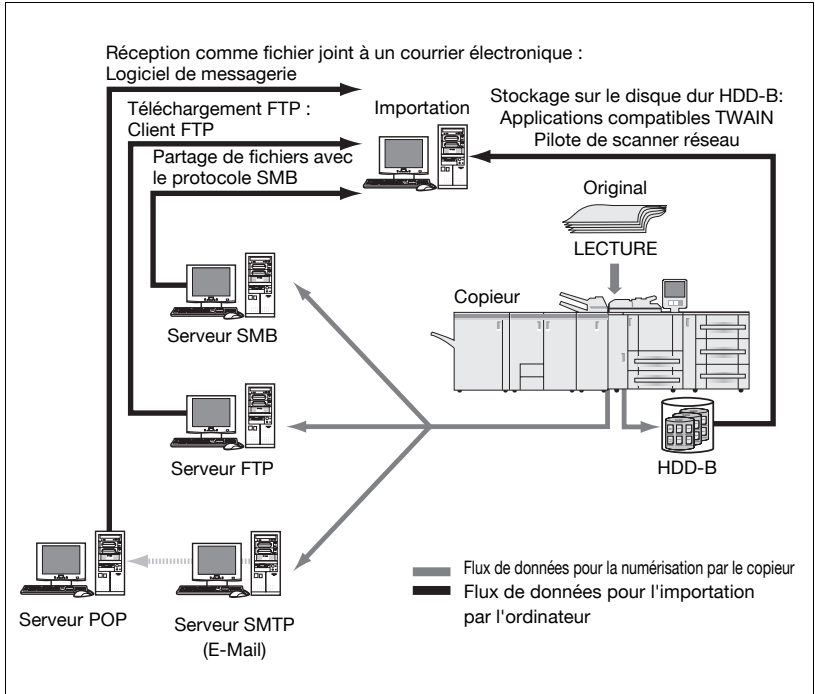 Réception comme fichier joint à un courrier électronique :
Logiciel de messagerie
Téléchargement FTP :
Client FTP
Importation
Stockage sur le disque dur HDD-B:
Applications compatibles TWAIN
Pilote de scanner réseau
Partage de fichiers avec
le protocole SMB
Original
LECTURE
Copieur
Serveur SMB
Serveur FTP
HDD-B
Flux de données pour la numérisation par le copieur
Flux de données pour l'importation
par l'ordinateur
Serveur POP
Serveur SMTP
(E-Mail)